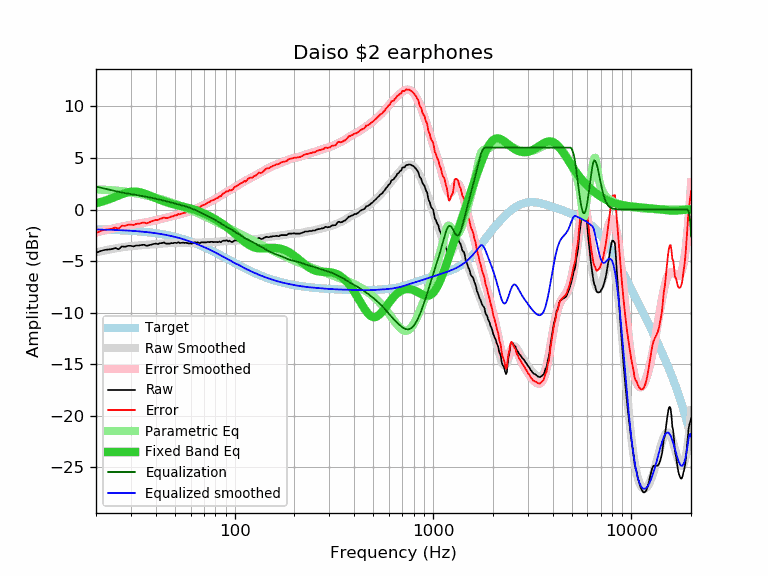 Daiso $2 earphones
Amplitude (dBr)
10
5
0
−5
−10
−15
−20
−25
Target
Raw Smoothed
Error Smoothed
Raw
Error
Parametric Eq
Fixed Band Eq
Equalization
Equalized smoothed
100
1000
10000
Frequency (Hz)